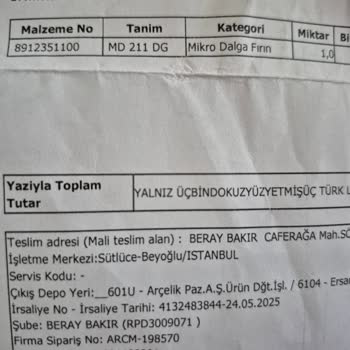 Malzeme No Tanim Kategori Miktar
8912351100 MD 211 DG Mikro Dalga Fırın 1,0
Yaziyla Toplam Tutar YALNIZ ÜÇBİNDOKUZYÜZYETMİŞÜÇ TÜRK
Teslim adresi (Mali teslim alan) : BERAY BAKIR CAFERAĞA Mah.SÖ
İşletme Merkezi:Sütlüce-Beyoğlu/ISTANBUL
Servis Kodu: -
Çıkış Depo Yeri:__601U - Arçelik Paz.A.Ş.Ürün Dğt.İşl. / 6104 - Ersa
İrsaliye No - İrsaliye Tarihi: 4132483844-24.05.2025
Şube: BERAY BAKIR (RPD3009071 )
Firma Sipariş No: ARCM-198570